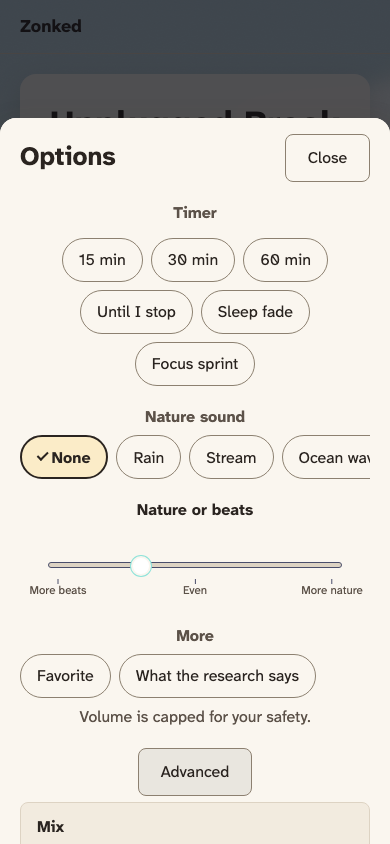 Zonked
Options
Close
Timer
15 min
30 min
60 min
Until I stop
Sleep fade
Focus sprint
Nature sound
None
Rain
Stream
Ocean
Nature or beats
More beats
Even
More nature
More
Favorite
What the research says
Volume is capped for your safety.
Advanced
Mix